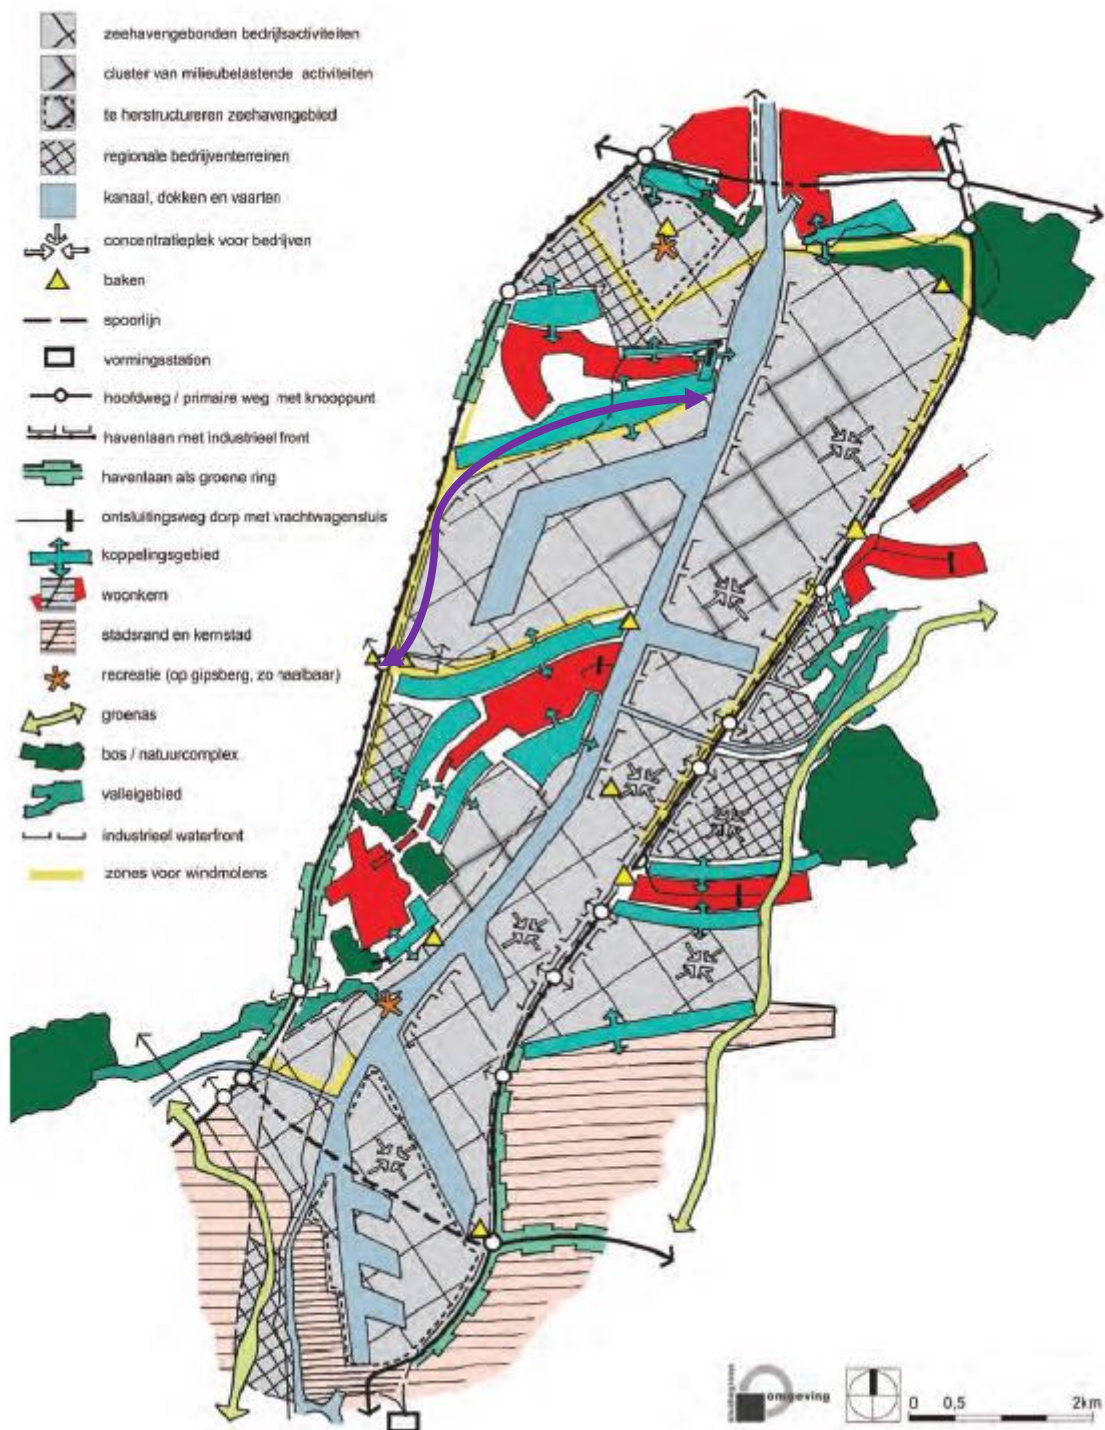 zeehavengebonden bedrijfsactiviteiten
cluster van milieubelastende activiteiten
te herstructureren zeehavengebied
regionale bedrijventerreinen
kanaal, dokken en vaarten
concentratieplek voor bedrijven
baken
spoorlijn
vormingsstation
hoofdweg / primaire weg met knooppunt
havenlaan met industrieel front
havenlaan als groene ring
ontsluitingsweg dorp met vrachtwagensluis
koppelingsgebied
woonkern
stadsrand en kernstad
recreatie (op gipsberg, zo haalbaar)
groenas
bos / natuurcomplex
valleigebied
industrieel waterfront
zones voor windmolens
studiegroep
omgeving
0 0,5 2km